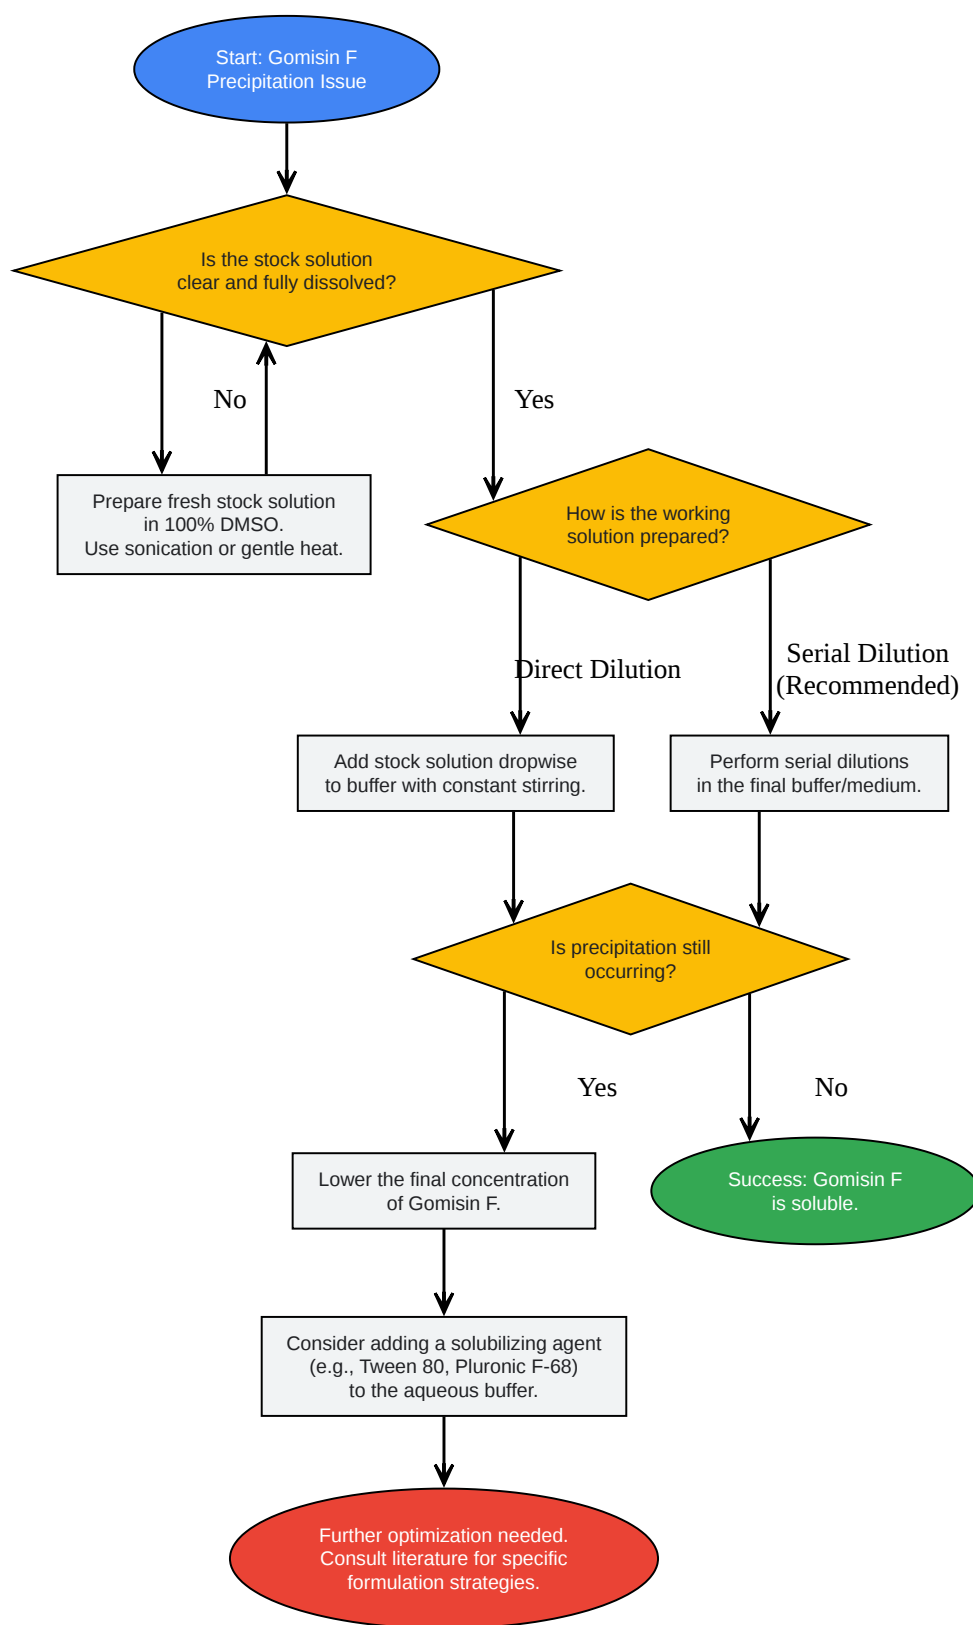 Start: Gomisin F
Precipitation Issue
Is the stock solution
clear and fully dissolved?
No
Yes
Prepare fresh stock solution
in 100% DMSO.
Use sonication or gentle heat.
How is the working
solution prepared?
Direct Dilution
Serial Dilution
(Recommended)
Add stock solution dropwise
to buffer with constant stirring.
Perform serial dilutions
in the final buffer/medium.
Is precipitation still
occurring?
Yes
No
Lower the final concentration
of Gomisin F.
Success: Gomisin F
is soluble.
Consider adding a solubilizing agent
(e.g., Tween 80, Pluronic F-68)
to the aqueous buffer.
Further optimization needed.
Consult literature for specific
formulation strategies.